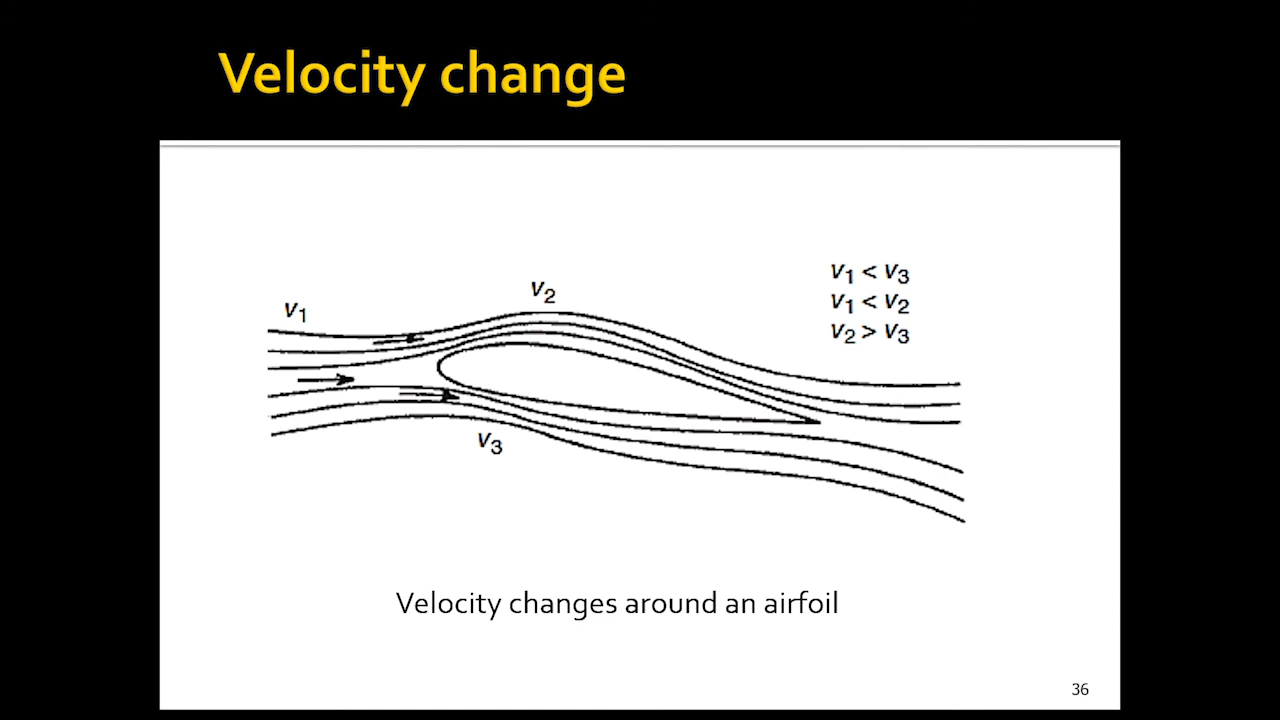 Velocity change
v1
v2
v1 < v3
v1 < v2
v2 > v3
v3
Velocity changes around an airfoil
36